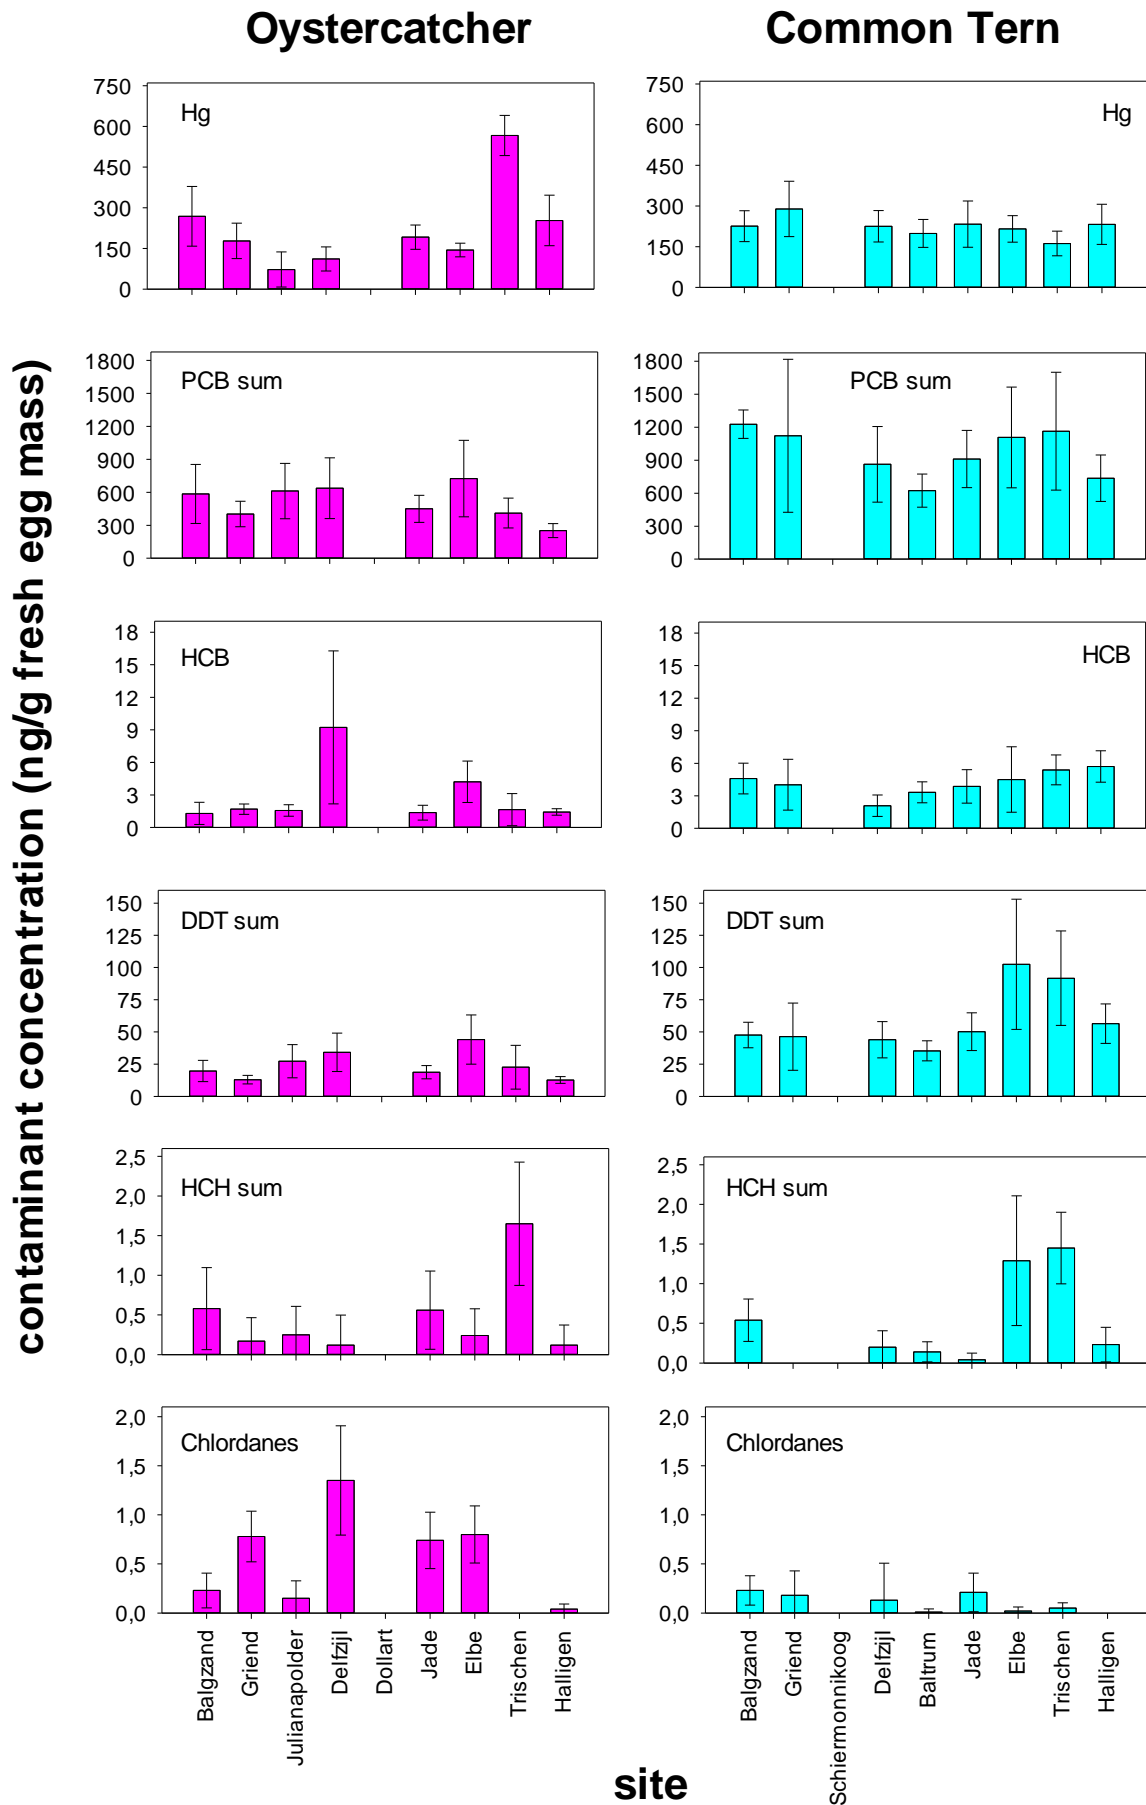 Oystercatcher
Common Tern
contaminant concentration (ng/g fresh egg mass)
750
600
450
300
150
0
Hg
750
600
450
300
150
0
Hg
1800
1500
1200
900
600
300
0
PCB sum
1800
1500
1200
900
600
300
0
PCB sum
18
15
12
9
6
3
0
HCB
18
15
12
9
6
3
0
HCB
150
125
100
75
50
25
0
DDT sum
150
125
100
75
50
25
0
DDT sum
2,5
2,0
1,5
1,0
0,5
0,0
HCH sum
2,5
2,0
1,5
1,0
0,5
0,0
HCH sum
2,0
1,5
1,0
0,5
0,0
Chlordanes
2,0
1,5
1,0
0,5
0,0
Chlordanes
Balgzand
Griend
Julianapolder
Delfzijl
Dollart
Jade
Elbe
Trischen
Halligen
Balgzand
Griend
Schiermonnikoog
Delfzijl
Baltrum
Jade
Elbe
Trischen
Halligen
site